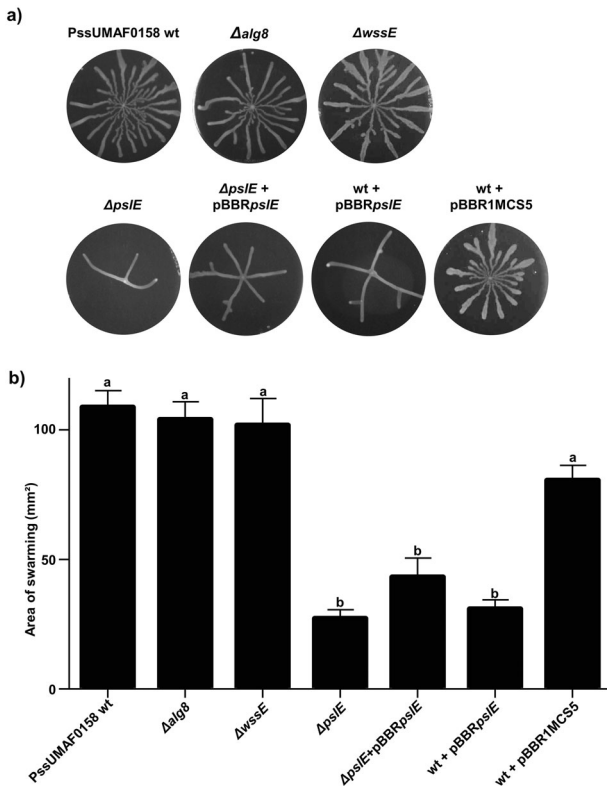 a)
PssUMAF0158 wt
Δalg8
ΔwssE
ΔpslE
ΔpslE +
pBBRpslE
wt +
pBBRpslE
wt +
pBBR1MCS5
b)
Area of swarming (mm²)
100
50
0
a
a
a
b
b
b
a
PssUMAF0158 wt
Δalg8
ΔwssE
ΔpslE
ΔpslE+pBBRpslE
wt + pBBRpslE
wt + pBBR1MCS5